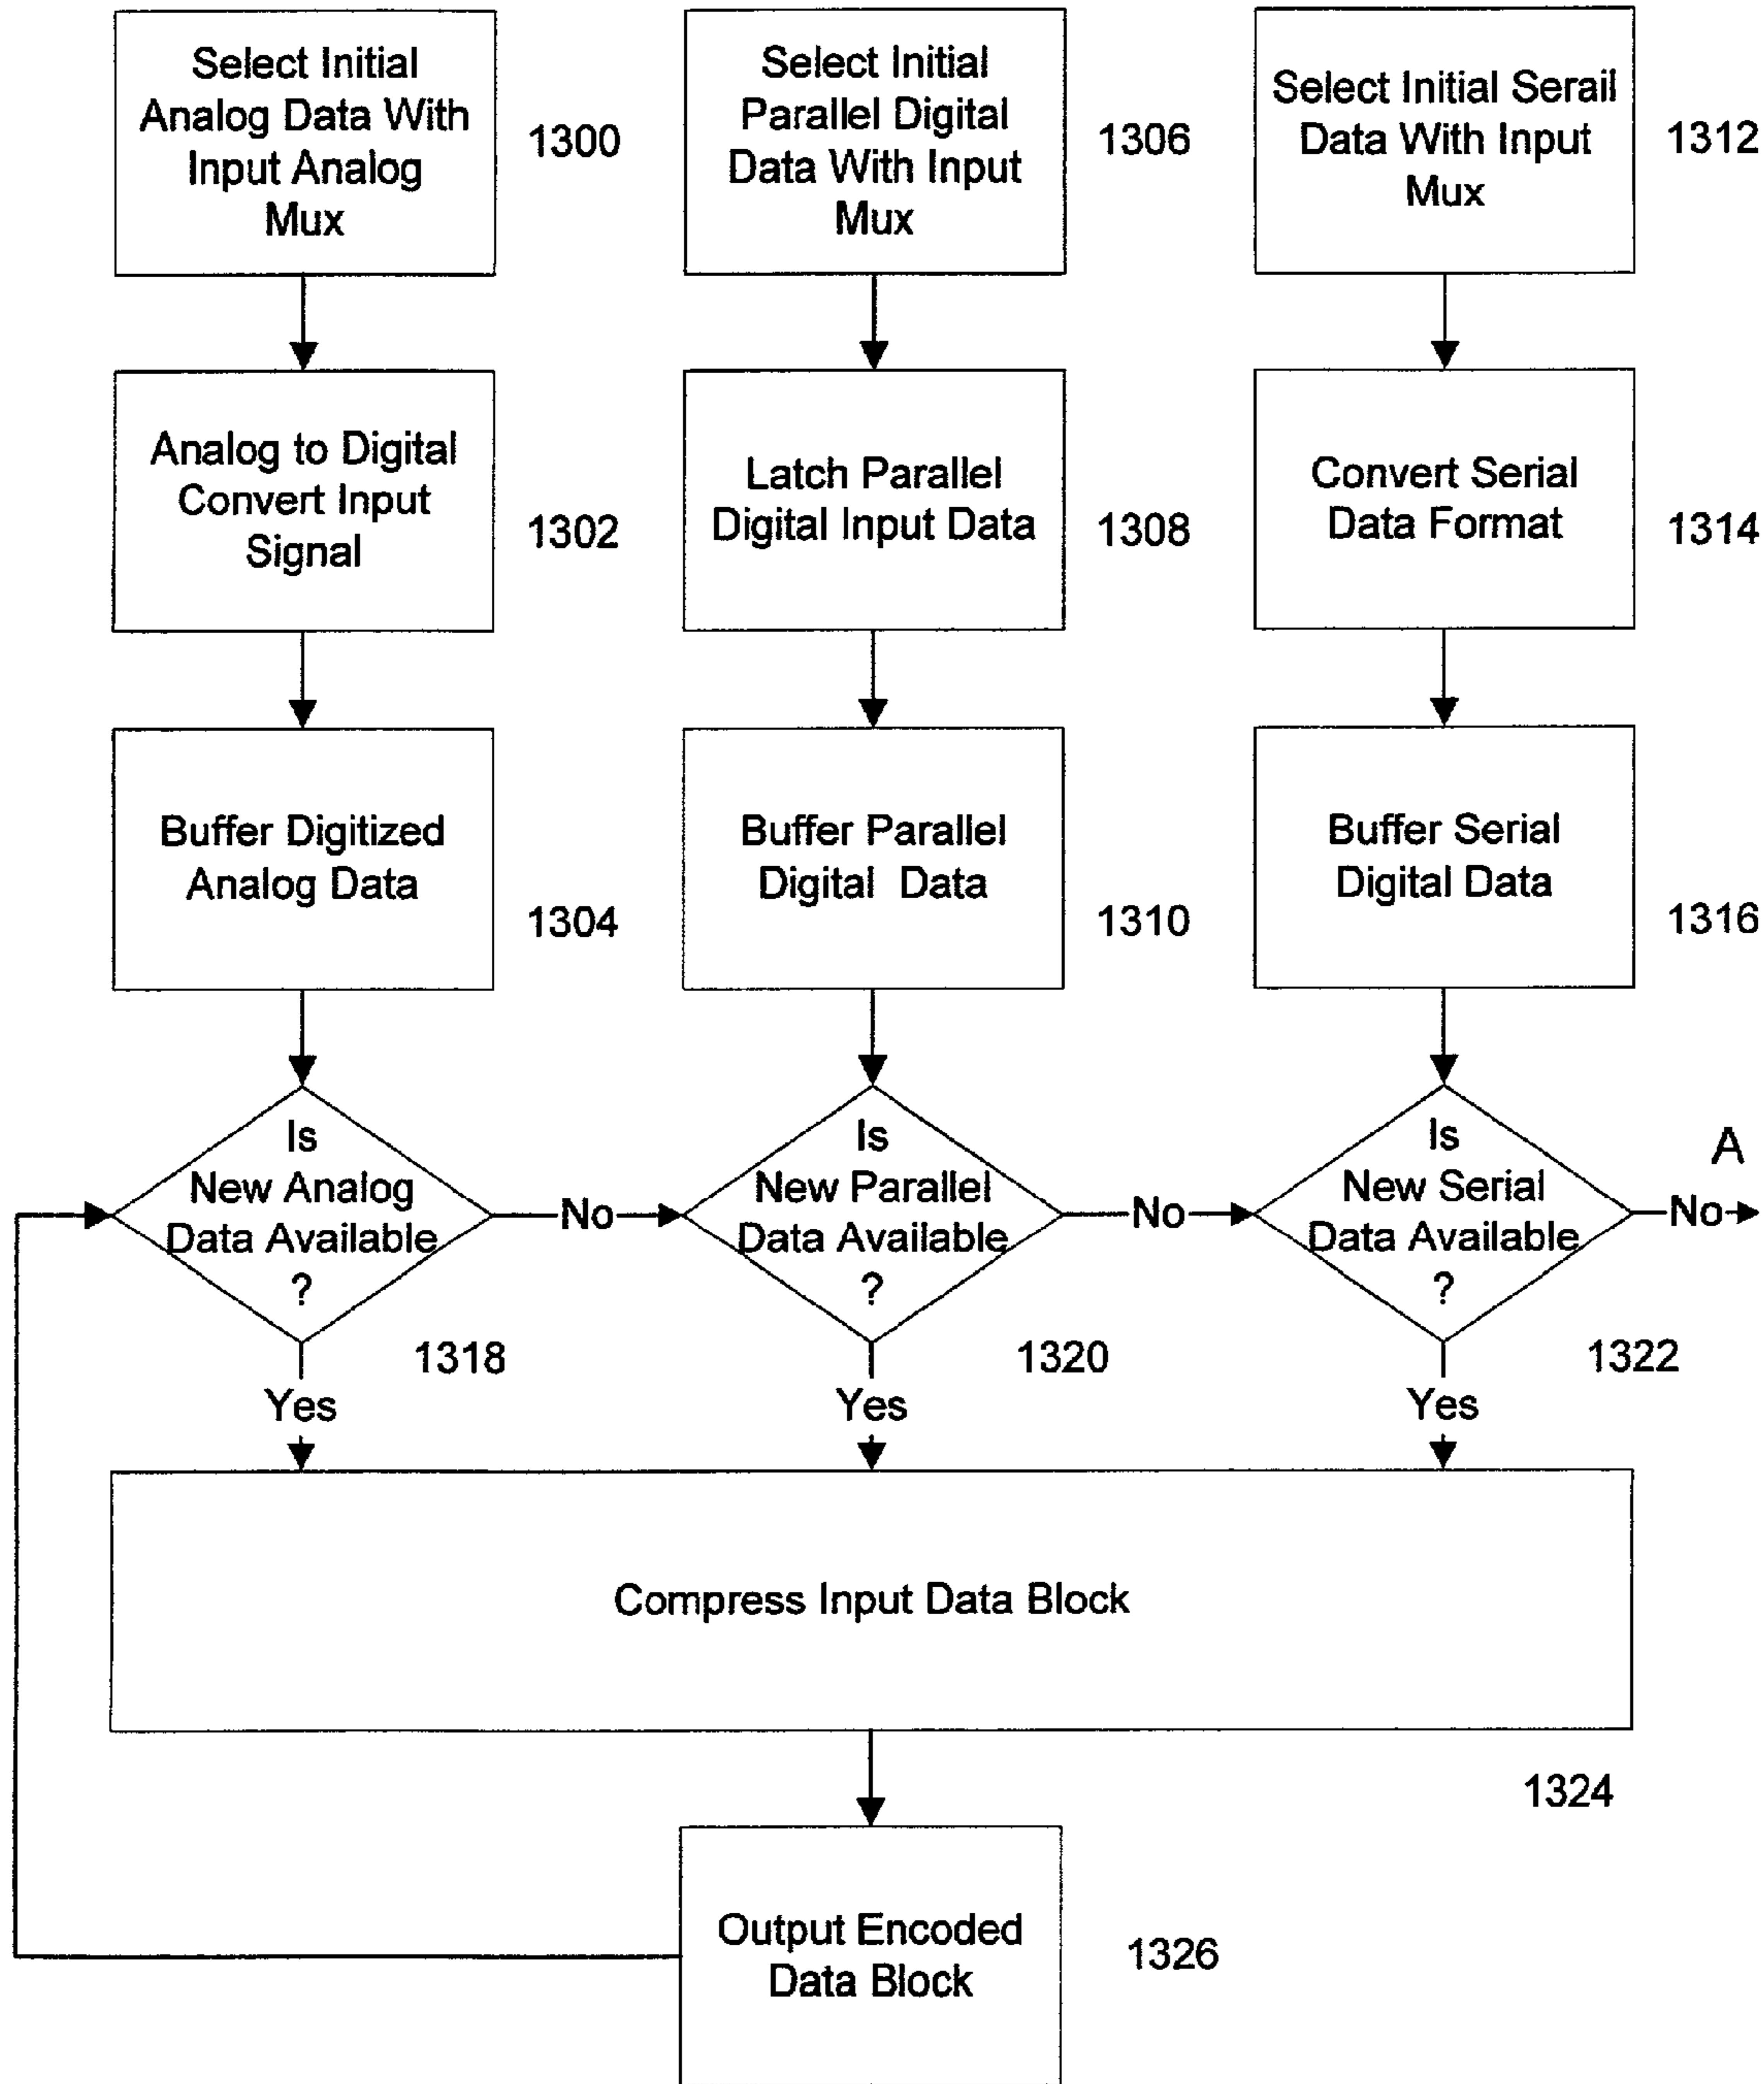 Select Initial
Analog Data With
Input Analog
Mux
1300
Select Initial
Parallel Digital
Data With Input
Mux
1306
Select Initial Serail
Data With Input
Mux
1312
Analog to Digital
Convert Input
Signal
1302
Latch Parallel
Digital Input Data
1308
Convert Serial
Data Format
1314
Buffer Digitized
Analog Data
1304
Buffer Parallel
Digital Data
1310
Buffer Serial
Digital Data
1316
Is
New Analog
Data Available
?
1318
No
Yes
Is
New Parallel
Data Available
?
1320
No
Yes
Is
New Serial
Data Available
?
1322
A
No
Yes
Compress Input Data Block
1324
Output Encoded
Data Block
1326